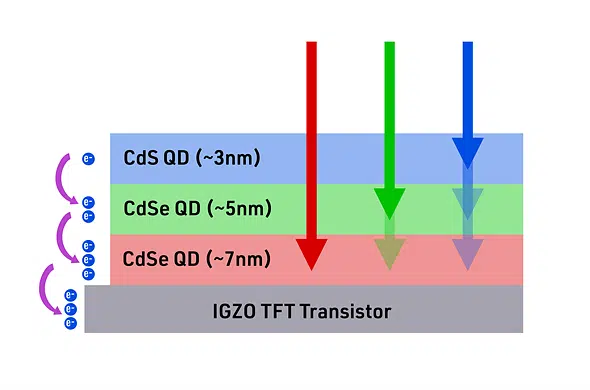 CdS QD (~3nm)
e-
CdSe QD (~5nm)
e-
e-
CdSe QD (~7nm)
e-
e-
e-
IGZO TFT Transistor
e-
e-
e-